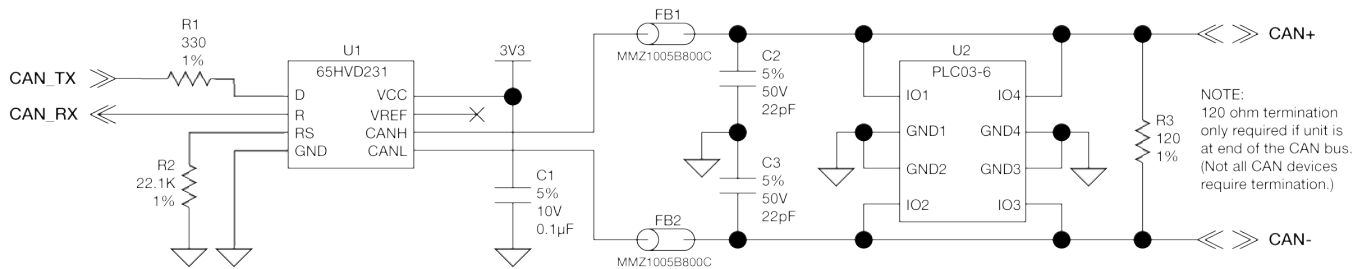 R1
330
1%
CAN_TX
CAN_RX
R2
22.1K
1%
U1
65HVD231
D
R
RS
GND
VCC
VREF
CANH
CANL
3V3
C1
5%
10V
0.1µF
FB1
MMZ1005B800C
C2
5%
50V
22pF
C3
5%
50V
22pF
FB2
MMZ1005B800C
U2
PLC03-6
IO1
GND1
GND2
IO2
IO4
GND4
GND3
IO3
R3
120
1%
CAN+
NOTE:
120 ohm termination
only required if unit is
at end of the CAN bus.
(Not all CAN devices
require termination.)
CAN-